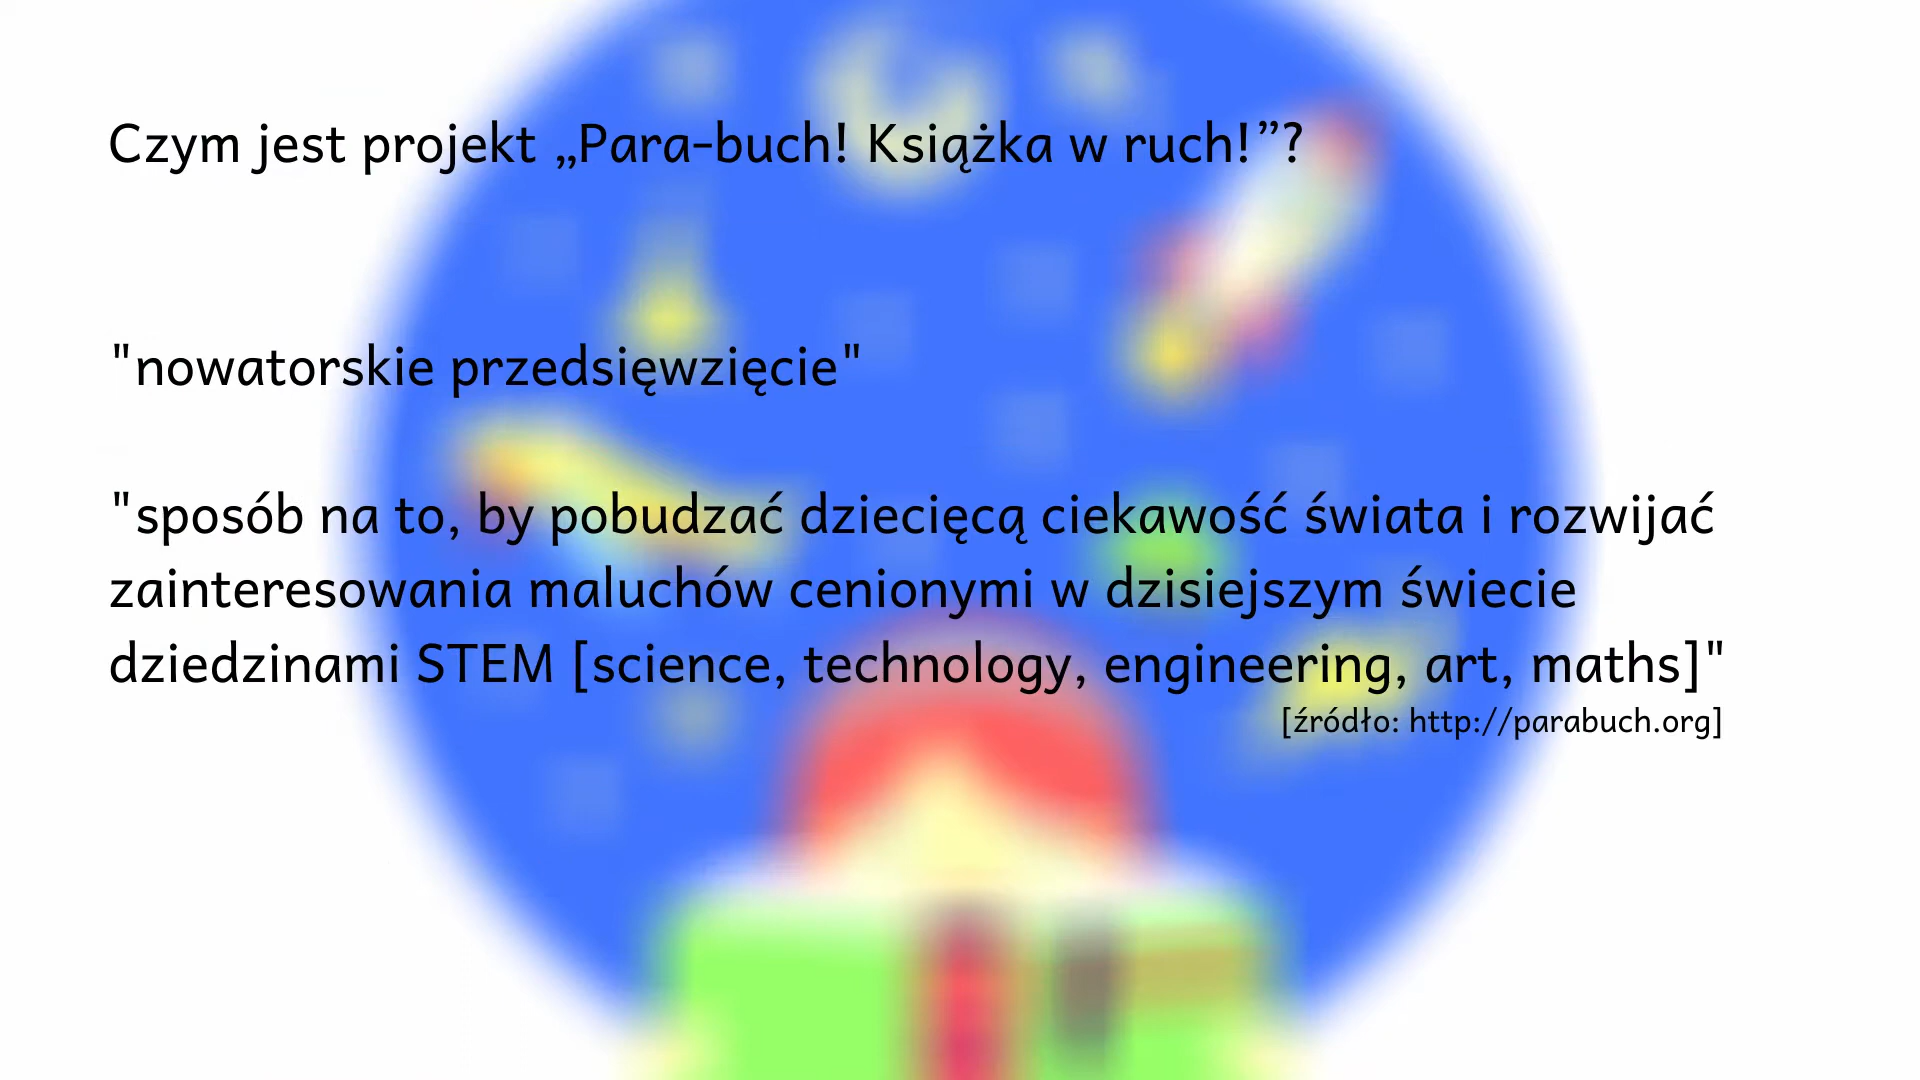 Czym jest projekt „Para-buch! Książka w ruch!”?
"nowatorskie przedsięwzięcie"
"sposób na to, by pobudzać dziecięcą ciekawość świata i rozwijać
zainteresowania maluchów cenionymi w dzisiejszym świecie
dziedzinami STEM [science, technology, engineering, art, maths]"
[źródło: http://parabuch.org]